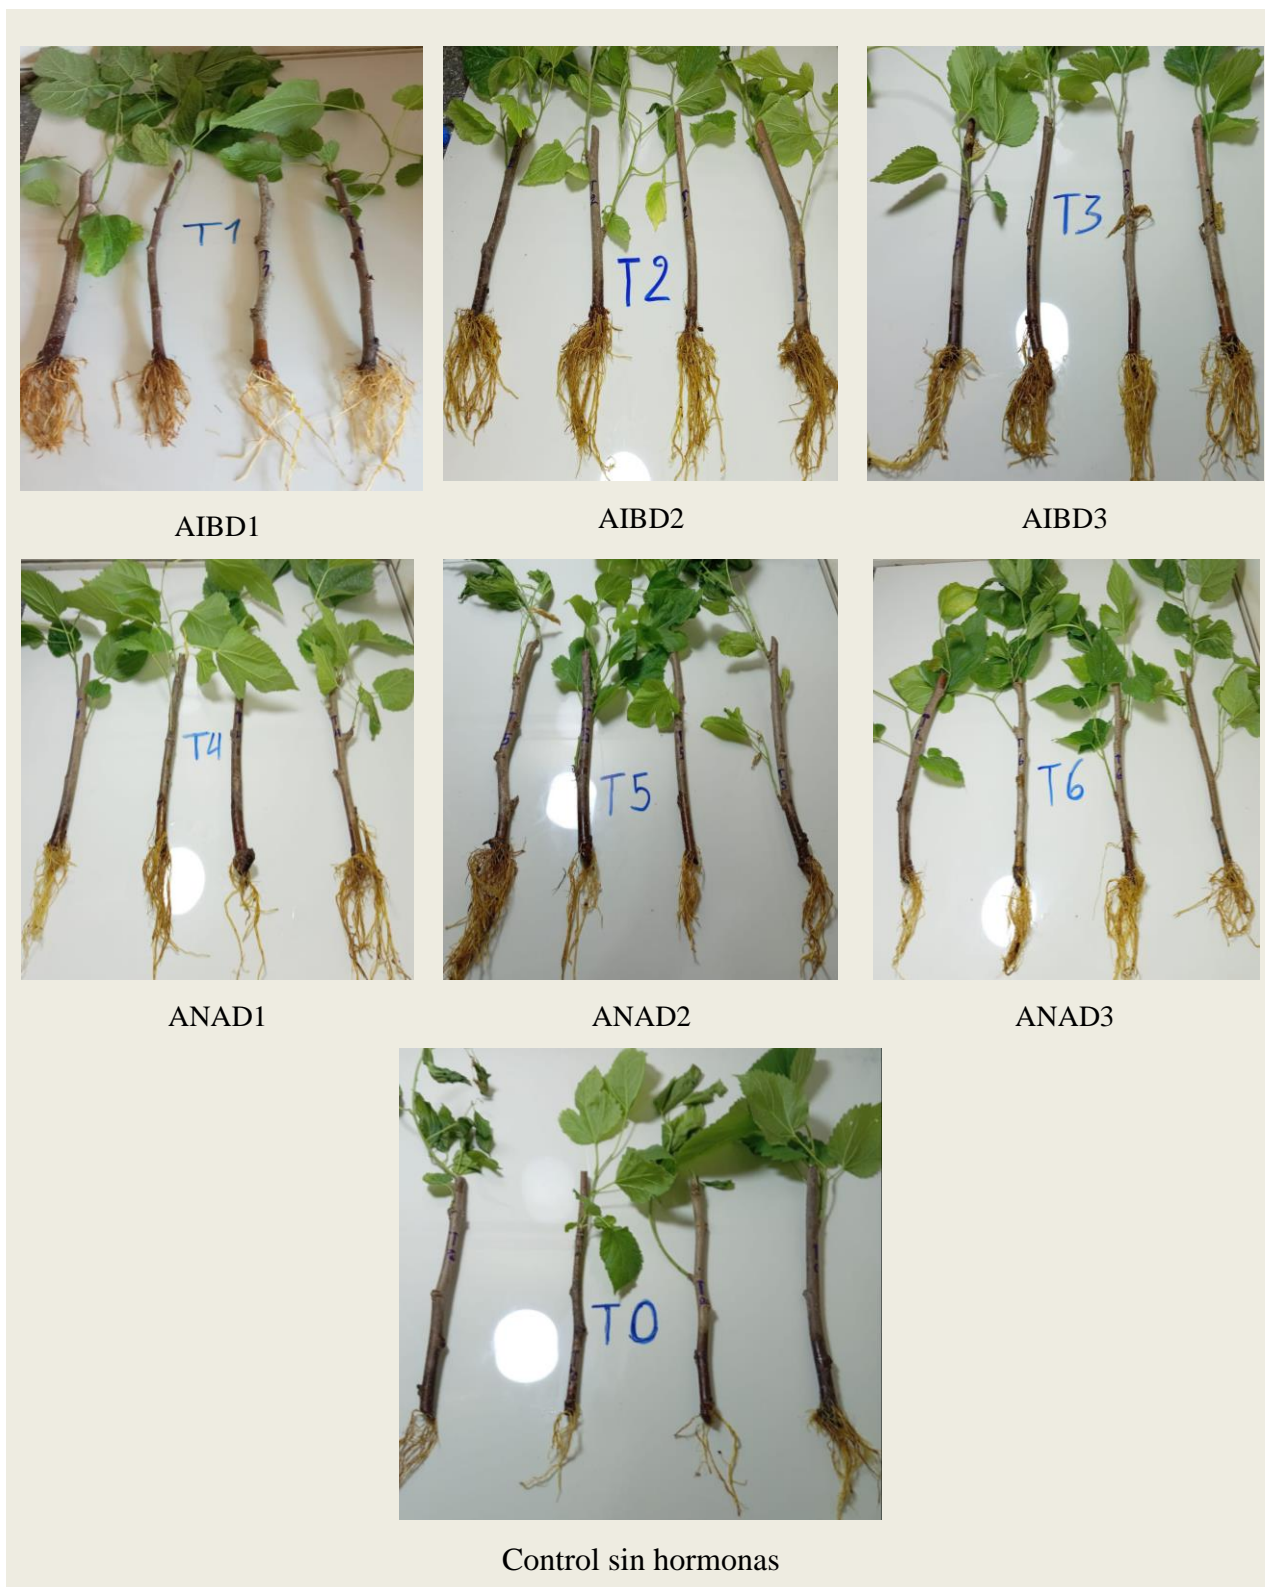 T1
T2
T3
AIBD1
AIBD2
AIBD3
T4
T5
T6
ANAD1
ANAD2
ANAD3
T0
Control sin hormonas